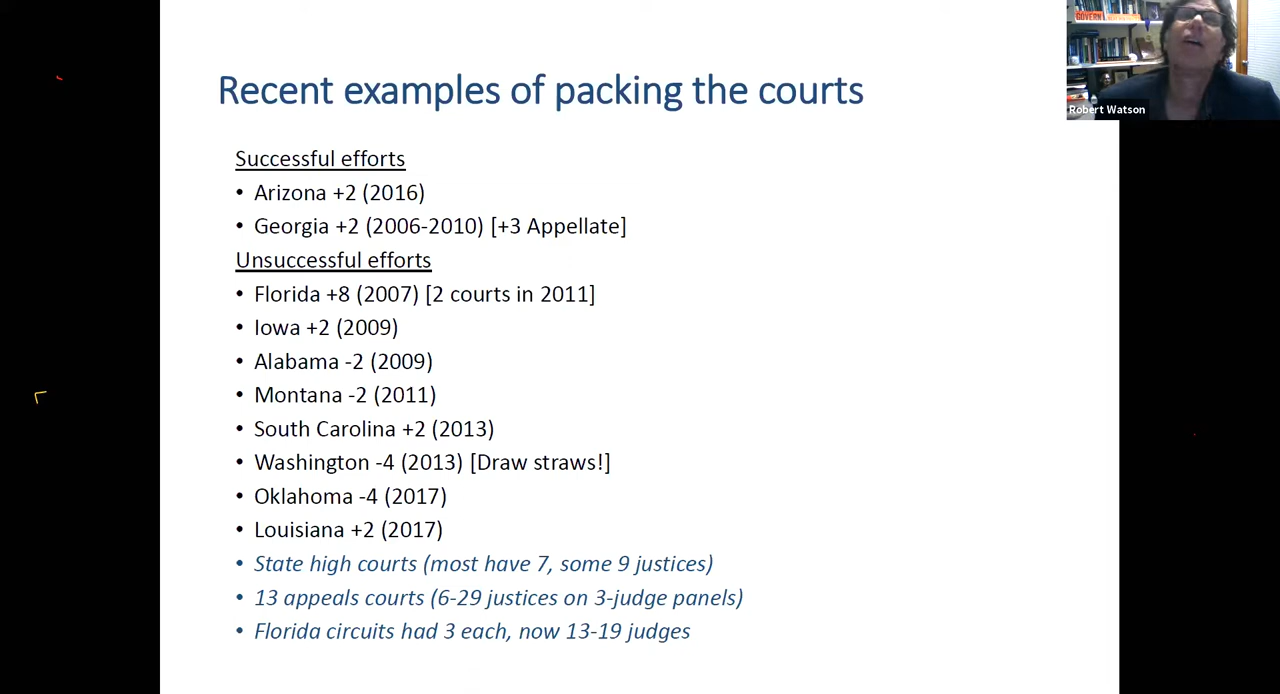 GOVERN
Robert Watson
Recent examples of packing the courts
Successful efforts
• Arizona +2 (2016)
• Georgia +2 (2006-2010) [+3 Appellate]
Unsuccessful efforts
• Florida +8 (2007) [2 courts in 2011]
• Iowa +2 (2009)
• Alabama -2 (2009)
• Montana -2 (2011)
• South Carolina +2 (2013)
• Washington -4 (2013) [Draw straws!]
• Oklahoma -4 (2017)
• Louisiana +2 (2017)
• State high courts (most have 7, some 9 justices)
• 13 appeals courts (6-29 justices on 3-judge panels)
• Florida circuits had 3 each, now 13-19 judges